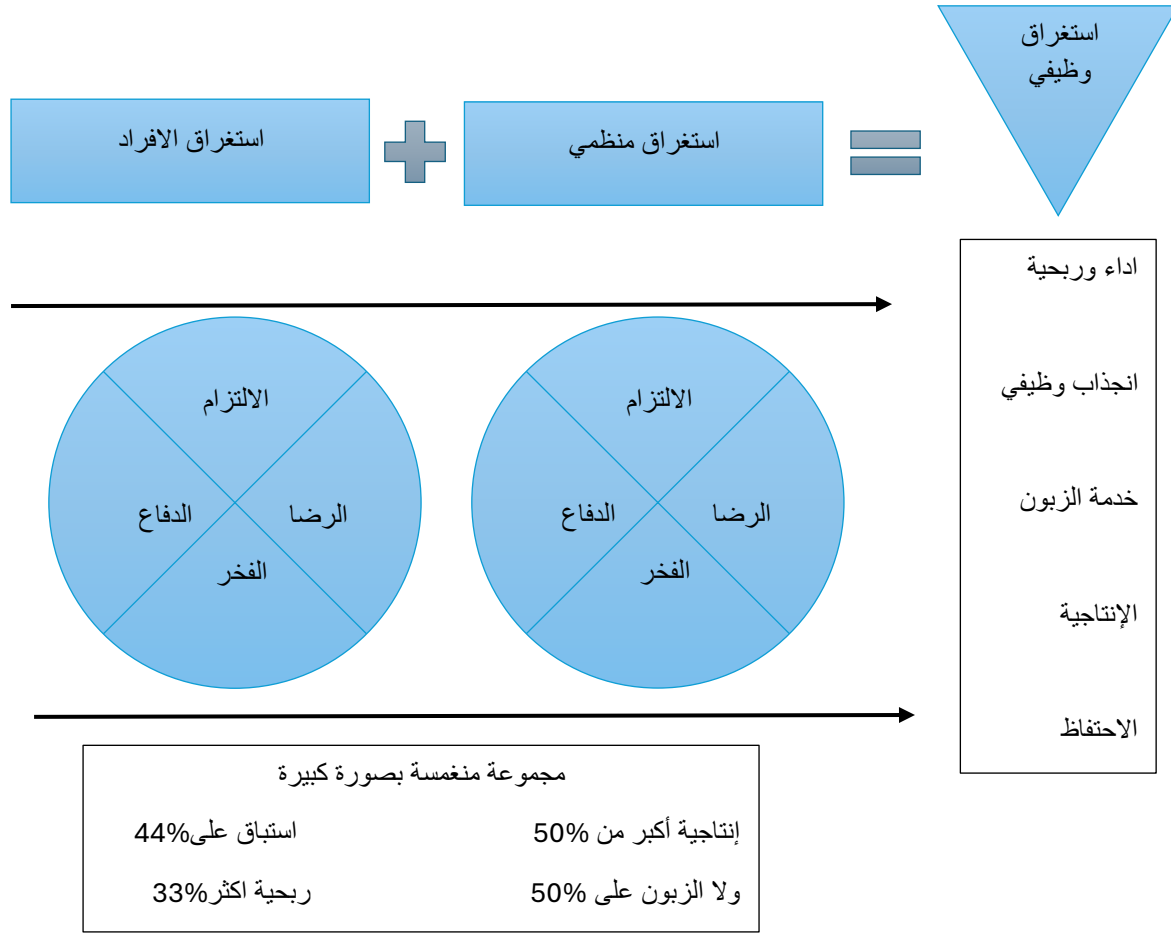 استغراق
وظيفي
استغراق منظمي
استغراق الافراد
اداء وربحية
انجذاب وظيفي
خدمة الزبون
الإنتاجية
الاحتفاظ
الالتزام
الرضا
الدفاع
الفخر
الالتزام
الرضا
الدفاع
الفخر
مجموعة منغمسة بصورة كبيرة
إنتاجية أكبر من 50%
استباق على44%
ولا الزبون على 50%
ربحية اكثر33%